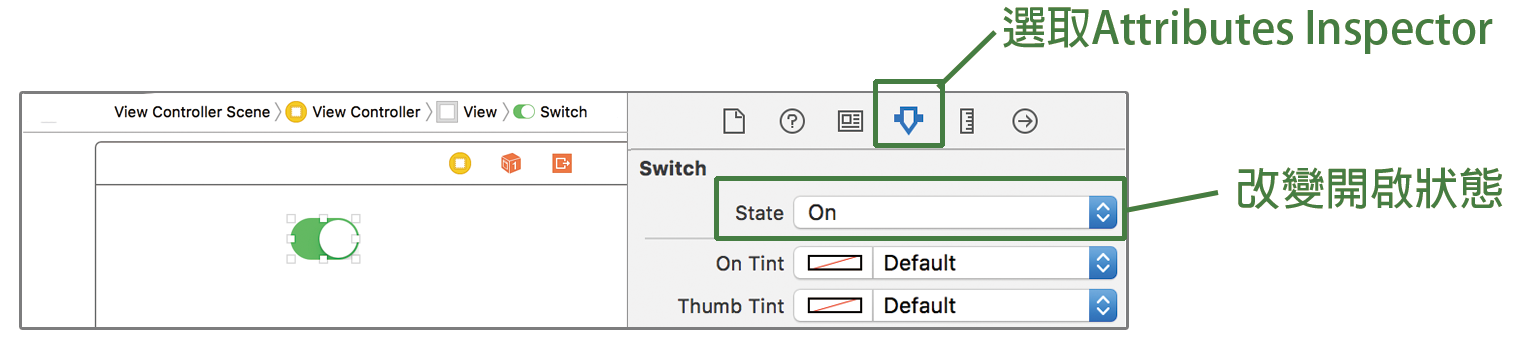 選取Attributes Inspector
View Controller Scene 〉 View Controller 〉 View 〉 Switch
Switch
State On
改變開啟狀態
On Tint Default
Thumb Tint Default